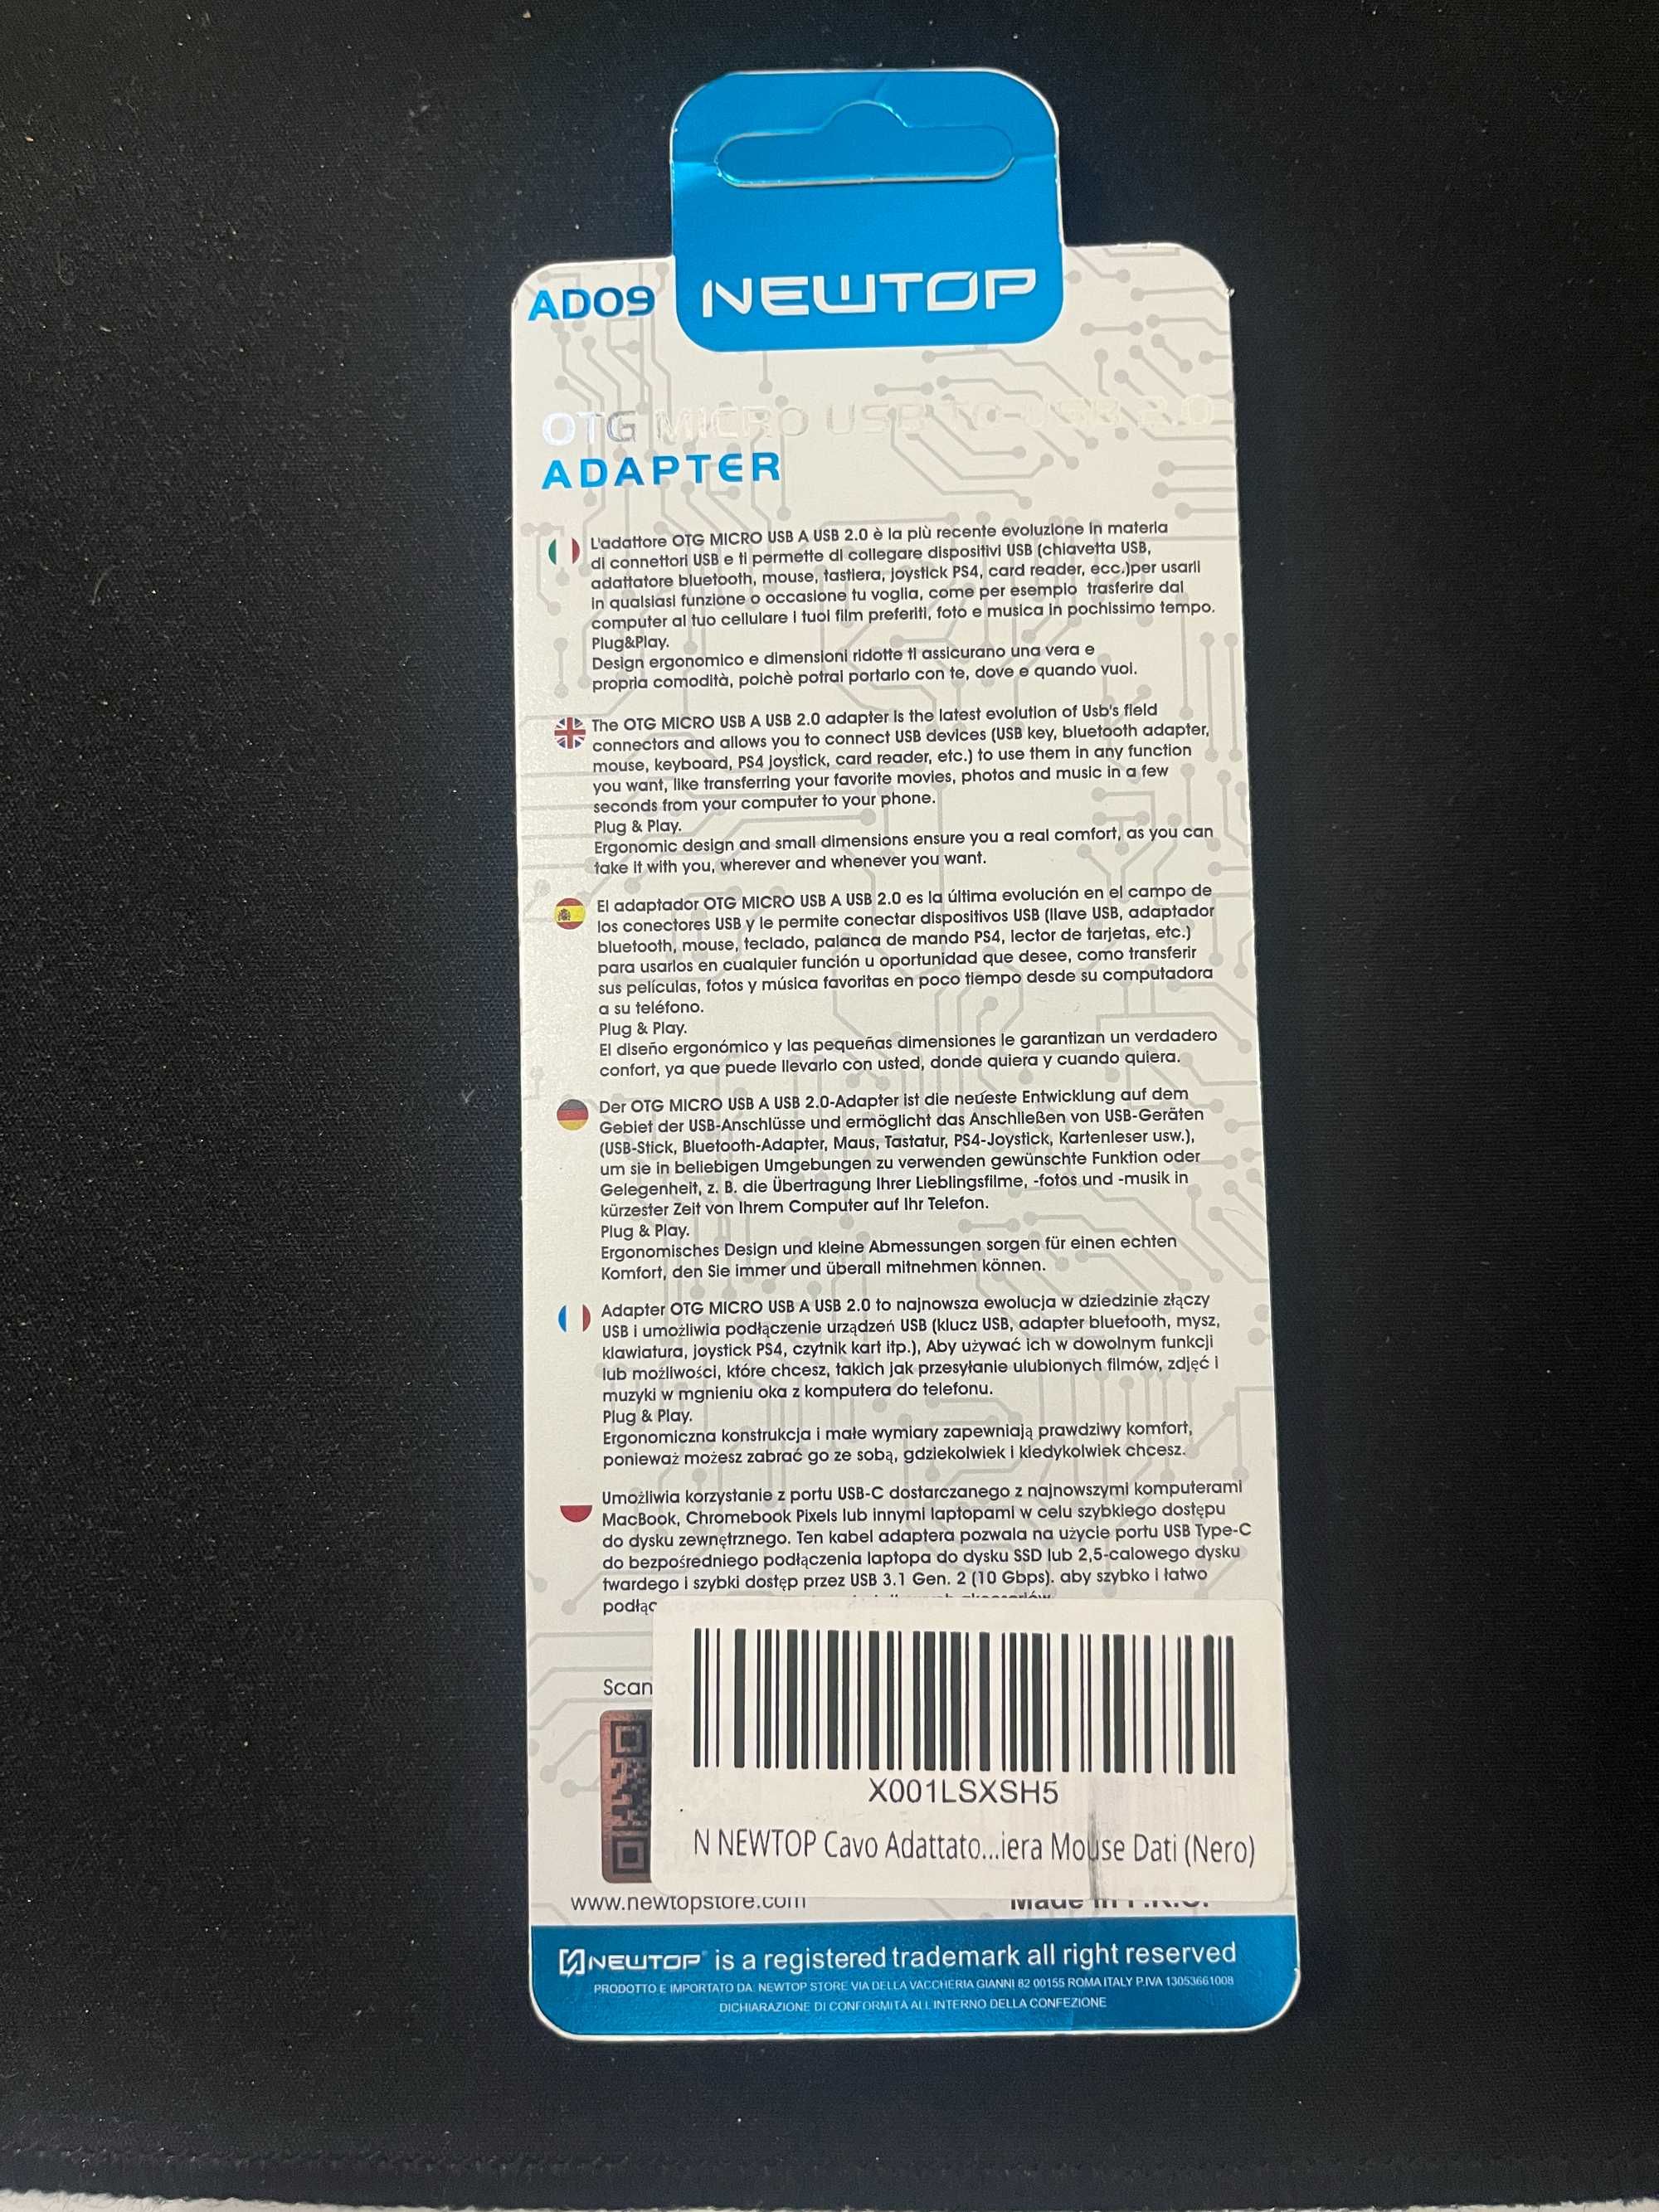 AD09
NEWTOP
OTG MICRO USB TO USB 2.0
ADAPTER
L'adattore OTG MICRO USB A USB 2.0 è la più recente evoluzione in materia
di connettori USB e ti permette di collegare dispositivi USB (chiavetta USB,
adattatore bluetooth, mouse, tastiera, joystick PS4, card reader, ecc.)per usarli
in qualsiasi funzione o occasione tu voglia, come per esempio trasferire dal
computer al tuo cellulare i tuoi film preferiti, foto e musica in pochissimo tempo.
Plug&Play.
Design ergonomico e dimensioni ridotte ti assicurano una vera e
propria comodità, poichè potrai portarlo con te, dove e quando vuoi.
The OTG MICRO USB A USB 2.0 adapter is the latest evolution of Usb's field
connectors and allows you to connect USB devices (USB key, bluetooth adapter,
mouse, keyboard, PS4 joystick, card reader, etc.) to use them in any function
you want, like transferring your favorite movies, photos and music in a few
seconds from your computer to your phone.
Plug & Play.
Ergonomic design and small dimensions ensure you a real comfort, as you can
take it with you, wherever and whenever you want.
El adaptador OTG MICRO USB A USB 2.0 es la última evolución en el campo de
los conectores USB y le permite conectar dispositivos USB (llave USB, adaptador
bluetooth, mouse, teclado, palanca de mando PS4, lector de tarjetas, etc.)
para usarlos en cualquier función u oportunidad que desee, como transferir
sus películas, fotos y música favoritas en poco tiempo desde su computadora
a su teléfono.
Plug & Play.
El diseño ergonómico y las pequeñas dimensiones le garantizan un verdadero
confort, ya que puede llevarlo con usted, donde quiera y cuando quiera.
Der OTG MICRO USB A USB 2.0-Adapter ist die neueste Entwicklung auf dem
Gebiet der USB-Anschlüsse und ermöglicht das Anschließen von USB-Geräten
(USB-Stick, Bluetooth-Adapter, Maus, Tastatur, PS4-Joystick, Kartenleser usw.),
um sie in beliebigen Umgebungen zu verwenden gewünschte Funktion oder
Gelegenheit, z. B. die Übertragung Ihrer Lieblingsfilme, -fotos und -musik in
kürzester Zeit von Ihrem Computer auf Ihr Telefon.
Plug & Play.
Ergonomisches Design und kleine Abmessungen sorgen für einen echten
Komfort, den Sie immer und überall mitnehmen können.
Adapter OTG MICRO USB A USB 2.0 to najnowsza ewolucja w dziedzinie złączy
USB i umożliwia podłączenie urządzeń USB (klucz USB, adapter bluetooth, mysz,
klawiatura, joystick PS4, czytnik kart itp.), Aby używać ich w dowolnym funkcji
lub możliwości, które chcesz, takich jak przesyłanie ulubionych filmów, zdjęć i
muzyki w mgnieniu oka z komputera do telefonu.
Plug & Play.
Ergonomiczna konstrukcja i małe wymiary zapewniają prawdziwy komfort,
ponieważ możesz zabrać go ze sobą, gdziekolwiek i kiedykolwiek chcesz.
Umożliwia korzystanie z portu USB-C dostarczanego z najnowszymi komputerami
MacBook, Chromebook Pixels lub innymi laptopami w celu szybkiego dostępu
do dysku zewnętrznego. Ten kabel adaptera pozwala na użycie portu USB Type-C
do bezpośredniego podłączenia laptopa do dysku SSD lub 2,5-calowego dysku
twardego i szybki dostęp przez USB 3.1 Gen. 2 (10 Gbps). aby szybko i łatwo
Scan
X001LSXSH5
N NEWTOP Cavo Adattato...iera Mouse Dati (Nero)
www.newtopstore.com
Made in P.R.C.
NEWTOP® is a registered trademark all right reserved
PRODOTTO E IMPORTATO DA: NEWTOP STORE VIA DELLA VACCHERIA GIANNI 82 00155 ROMA ITALY P.IVA 13053661008
DICHIARAZIONE DI CONFORMITÀ ALL'INTERNO DELLA CONFEZIONE